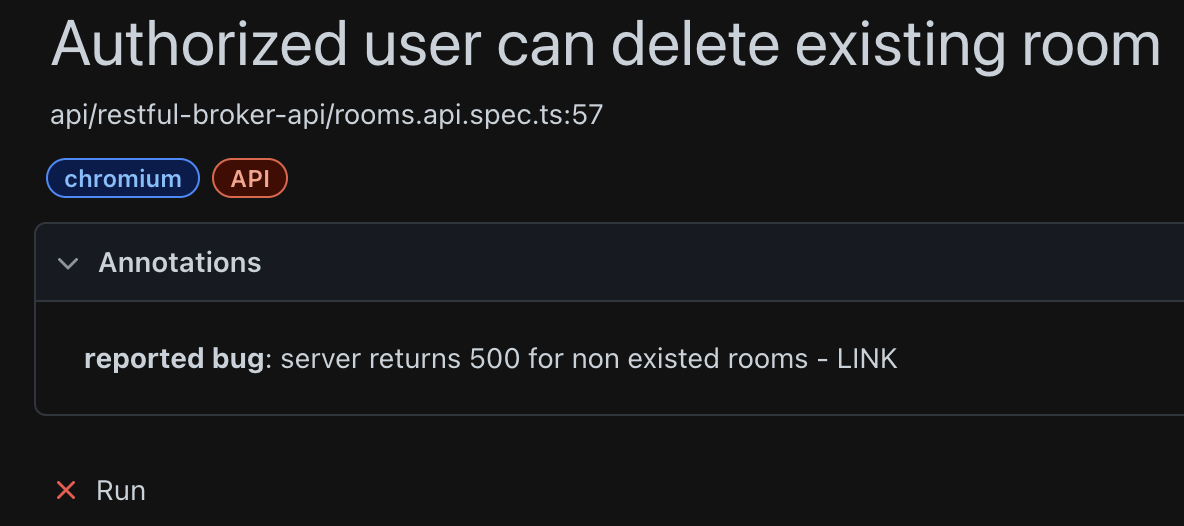 Authorized user can delete existing room
api/restful-broker-api/rooms.api.spec.ts:57
chromium API
Annotations
reported bug: server returns 500 for non existed rooms - LINK
Run